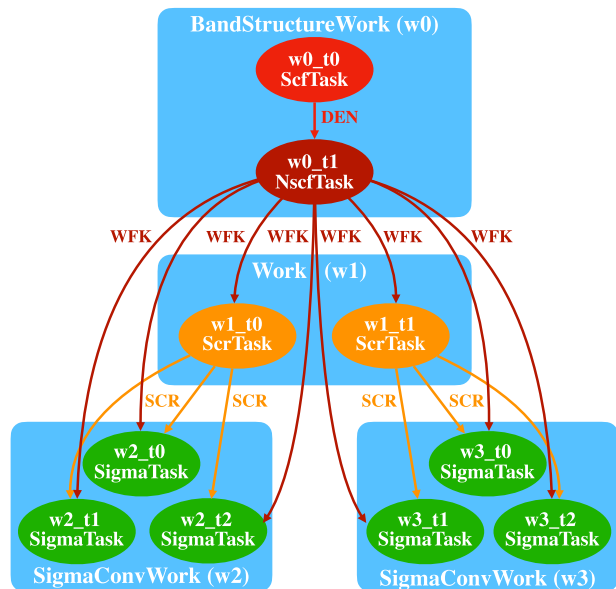 BandStructureWork (w0)
w0_t0
ScfTask
DEN
w0_t1
NscfTask
WFK
WFK
WFK
WFK
WFK
WFK
Work (w1)
w1_t0
ScrTask
w1_t1
ScrTask
SCR
SCR
SCR
SCR
w2_t0
SigmaTask
w2_t1
SigmaTask
w2_t2
SigmaTask
SigmaConvWork (w2)
w3_t0
SigmaTask
w3_t1
SigmaTask
w3_t2
SigmaTask
SigmaConvWork (w3)